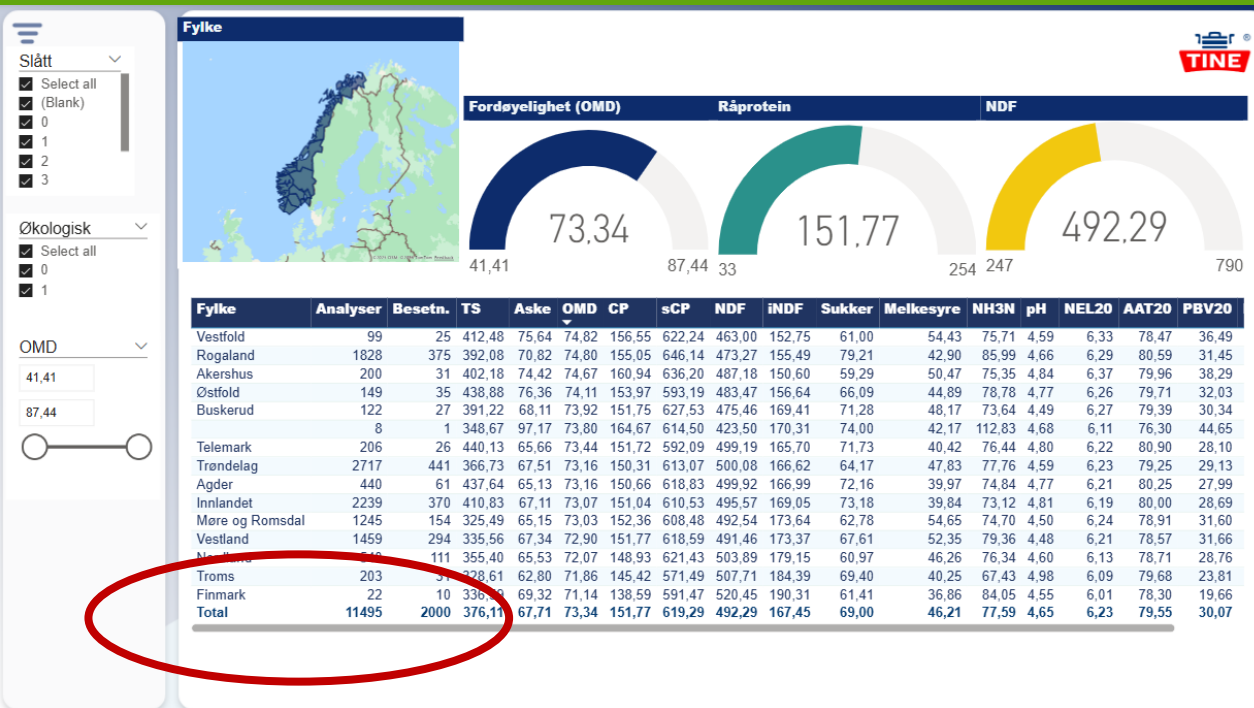 Slått
Select all
(Blank)
0
1
2
3
Økologisk
Select all
0
1
OMD
41,41
87,44
Fylke
TINE ®
Fordøyelighet (OMD) Råprotein NDF
73,34
41,41 87,44
151,77
33 254
492,29
247 790
Fylke Analyser Besetn. TS Aske OMD CP sCP NDF iNDF Sukker Melkesyre NH3N pH NEL20 AAT20 PBV20
Vestfold 99 25 412,48 75,64 74,82 156,55 622,24 463,00 152,75 61,00 54,43 75,71 4,59 6,33 78,47 36,49
Rogaland 1828 375 392,08 70,82 74,80 155,05 646,14 473,27 155,49 79,21 42,90 85,99 4,66 6,29 80,59 31,45
Akershus 200 31 402,18 74,42 74,67 160,94 636,20 487,18 150,60 59,29 50,47 75,35 4,84 6,37 79,96 38,29
Østfold 149 35 438,88 76,36 74,11 153,97 593,19 483,47 156,64 66,09 44,89 78,78 4,77 6,26 79,71 32,03
Buskerud 122 27 391,22 68,11 73,92 151,75 627,53 475,46 169,41 71,28 48,17 73,64 4,49 6,27 79,39 30,34
8 1 348,67 97,17 73,80 164,67 614,50 423,50 170,31 74,00 42,17 112,83 4,68 6,11 76,30 44,65
Telemark 206 26 440,13 65,66 73,44 151,72 592,09 499,19 165,70 71,73 40,42 76,44 4,80 6,22 80,90 28,10
Trøndelag 2717 441 366,73 67,51 73,16 150,31 613,07 500,08 166,62 64,17 47,83 77,76 4,59 6,23 79,25 29,13
Agder 440 61 437,64 65,13 73,16 150,66 618,83 499,92 166,99 72,16 39,97 74,84 4,77 6,21 80,25 27,99
Innlandet 2239 370 410,83 67,11 73,07 151,04 610,53 495,57 169,05 73,18 39,84 73,12 4,81 6,19 80,00 28,69
Møre og Romsdal 1245 154 325,49 65,15 73,03 152,36 608,48 492,54 173,64 62,78 54,65 74,70 4,50 6,24 78,91 31,60
Vestland 1459 294 335,56 67,34 72,90 151,77 618,59 491,46 173,37 67,61 52,35 79,36 4,48 6,21 78,57 31,66
111 355,40 65,53 72,07 148,93 621,43 503,89 179,15 60,97 46,26 76,34 4,60 6,13 78,71 28,76
Troms 203 328,61 62,80 71,86 145,42 571,49 507,71 184,39 69,40 40,25 67,43 4,98 6,09 79,68 23,81
Finmark 22 10 69,32 71,14 138,59 591,47 520,45 190,31 61,41 36,86 84,05 4,55 6,01 78,30 19,66
Total 11495 2000 376,11 67,71 73,34 151,77 619,29 492,29 167,45 69,00 46,21 77,59 4,65 6,23 79,55 30,07